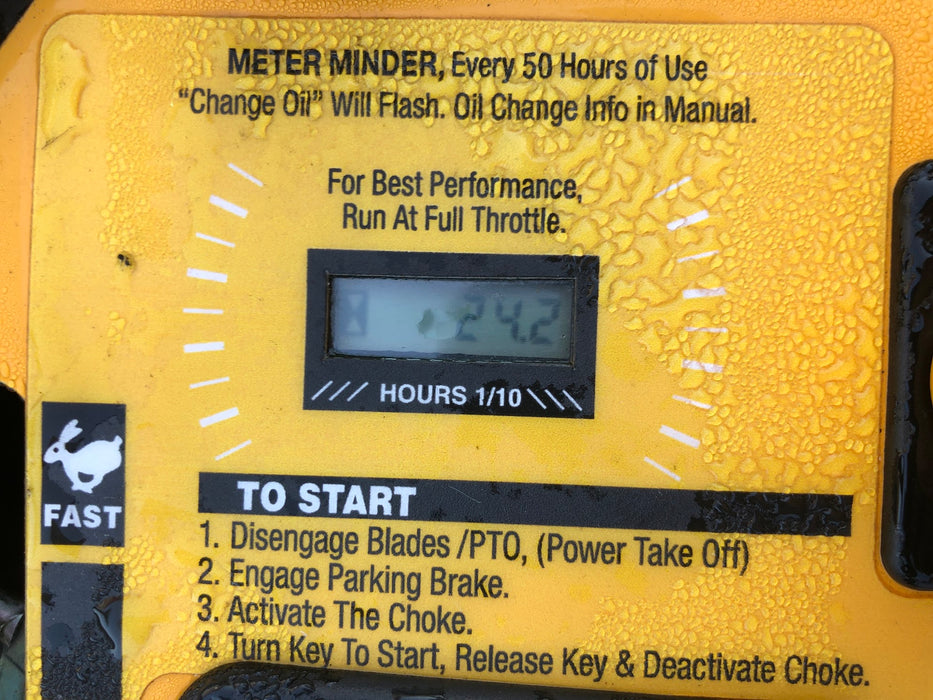 METER MINDER, Every 50 Hours of Use
“Change Oil” Will Flash. Oil Change Info in Manual.
For Best Performance,
Run At Full Throttle.
24.2
HOURS 1/10
FAST
TO START
1. Disengage Blades /PTO, (Power Take Off)
2. Engage Parking Brake.
3. Activate The Choke.
4. Turn Key To Start, Release Key & Deactivate Choke.